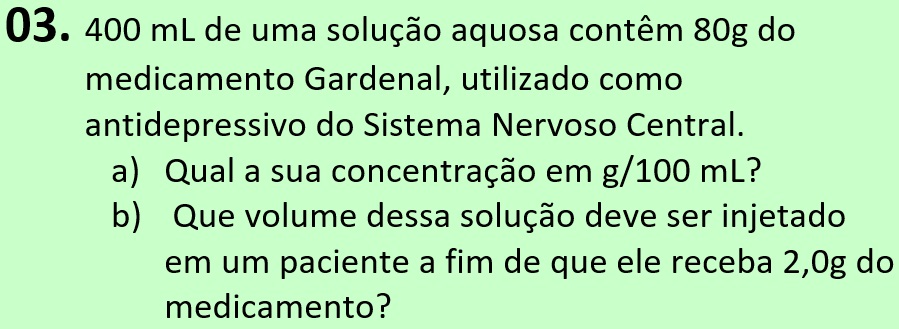 03. 400 mL de uma solução aquosa contêm 80g do
medicamento Gardenal, utilizado como
antidepressivo do Sistema Nervoso Central.
a) Qual a sua concentração em g/100 mL?
b) Que volume dessa solução deve ser injetado
em um paciente a fim de que ele receba 2,0g do
medicamento?